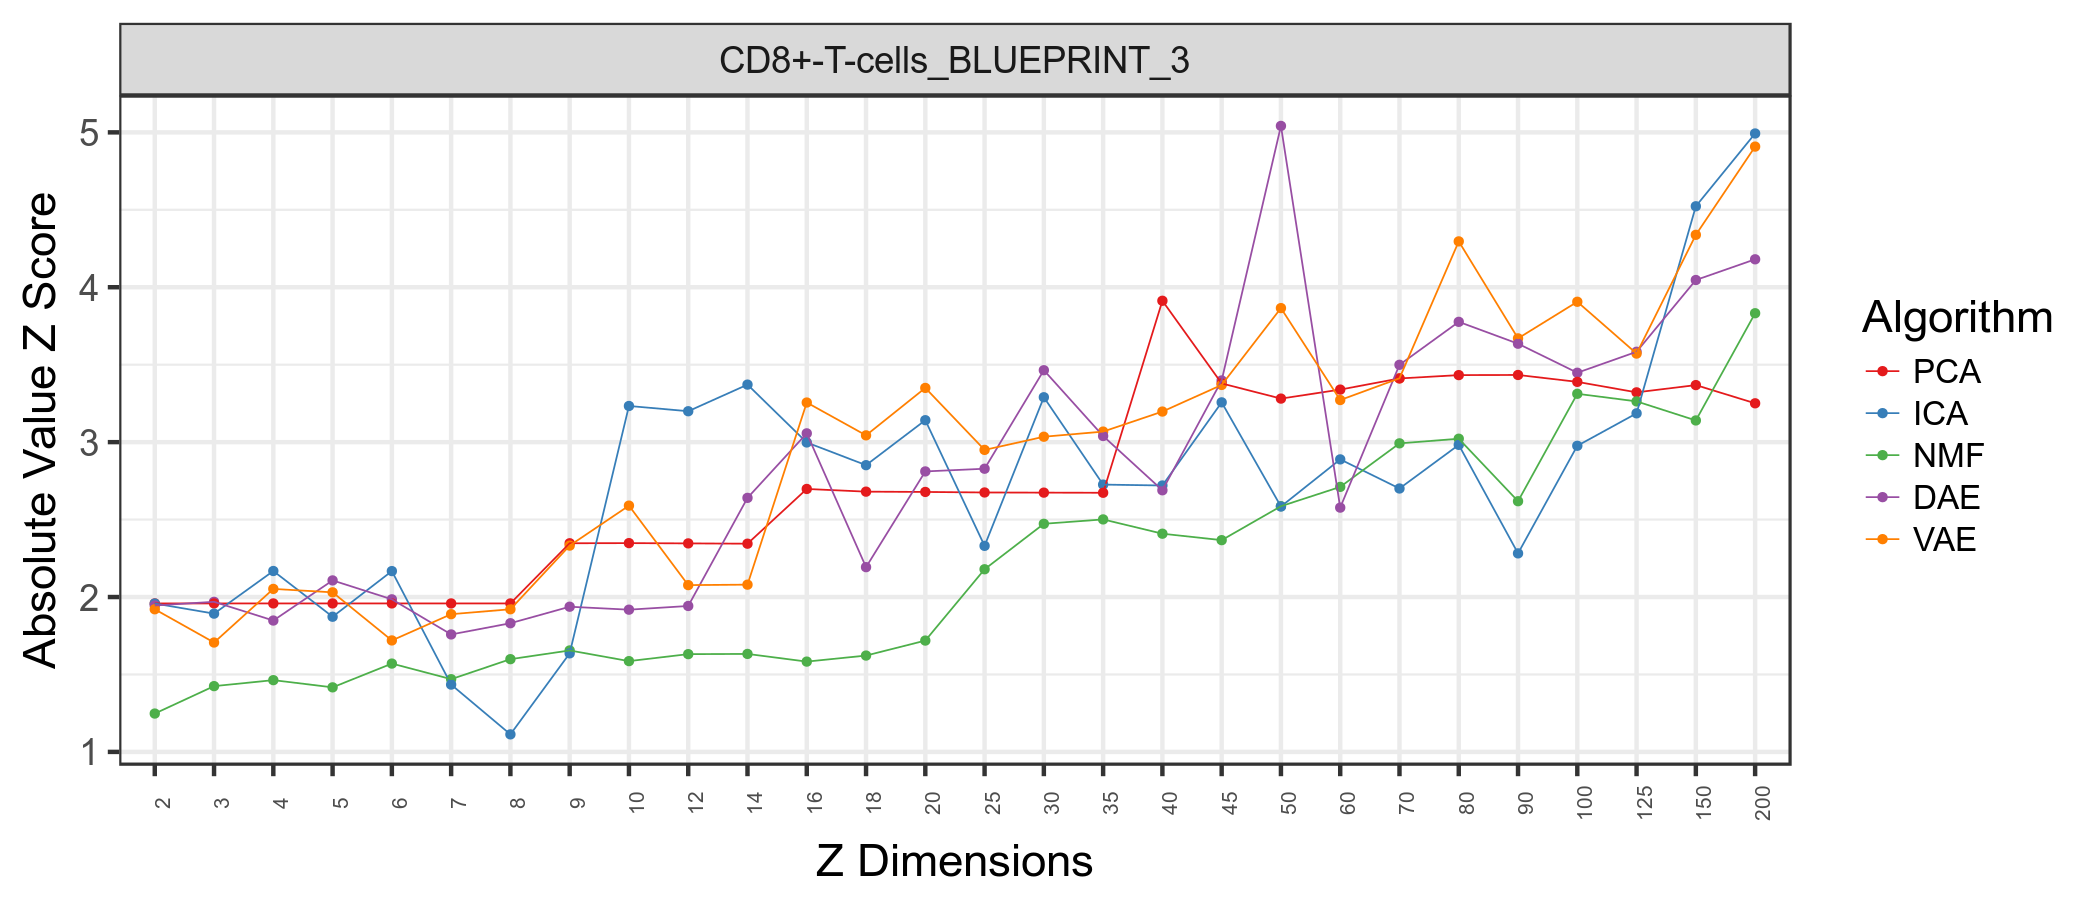 CD8+-T-cells_BLUEPRINT_3
Absolute Value Z Score
5
4
3
2
1
2 3 4 5 6 7 8 9 10 12 14 16 18 20 25 30 35 40 45 50 60 70 80 90 100 125 150 200
Z Dimensions
Algorithm
PCA
ICA
NMF
DAE
VAE